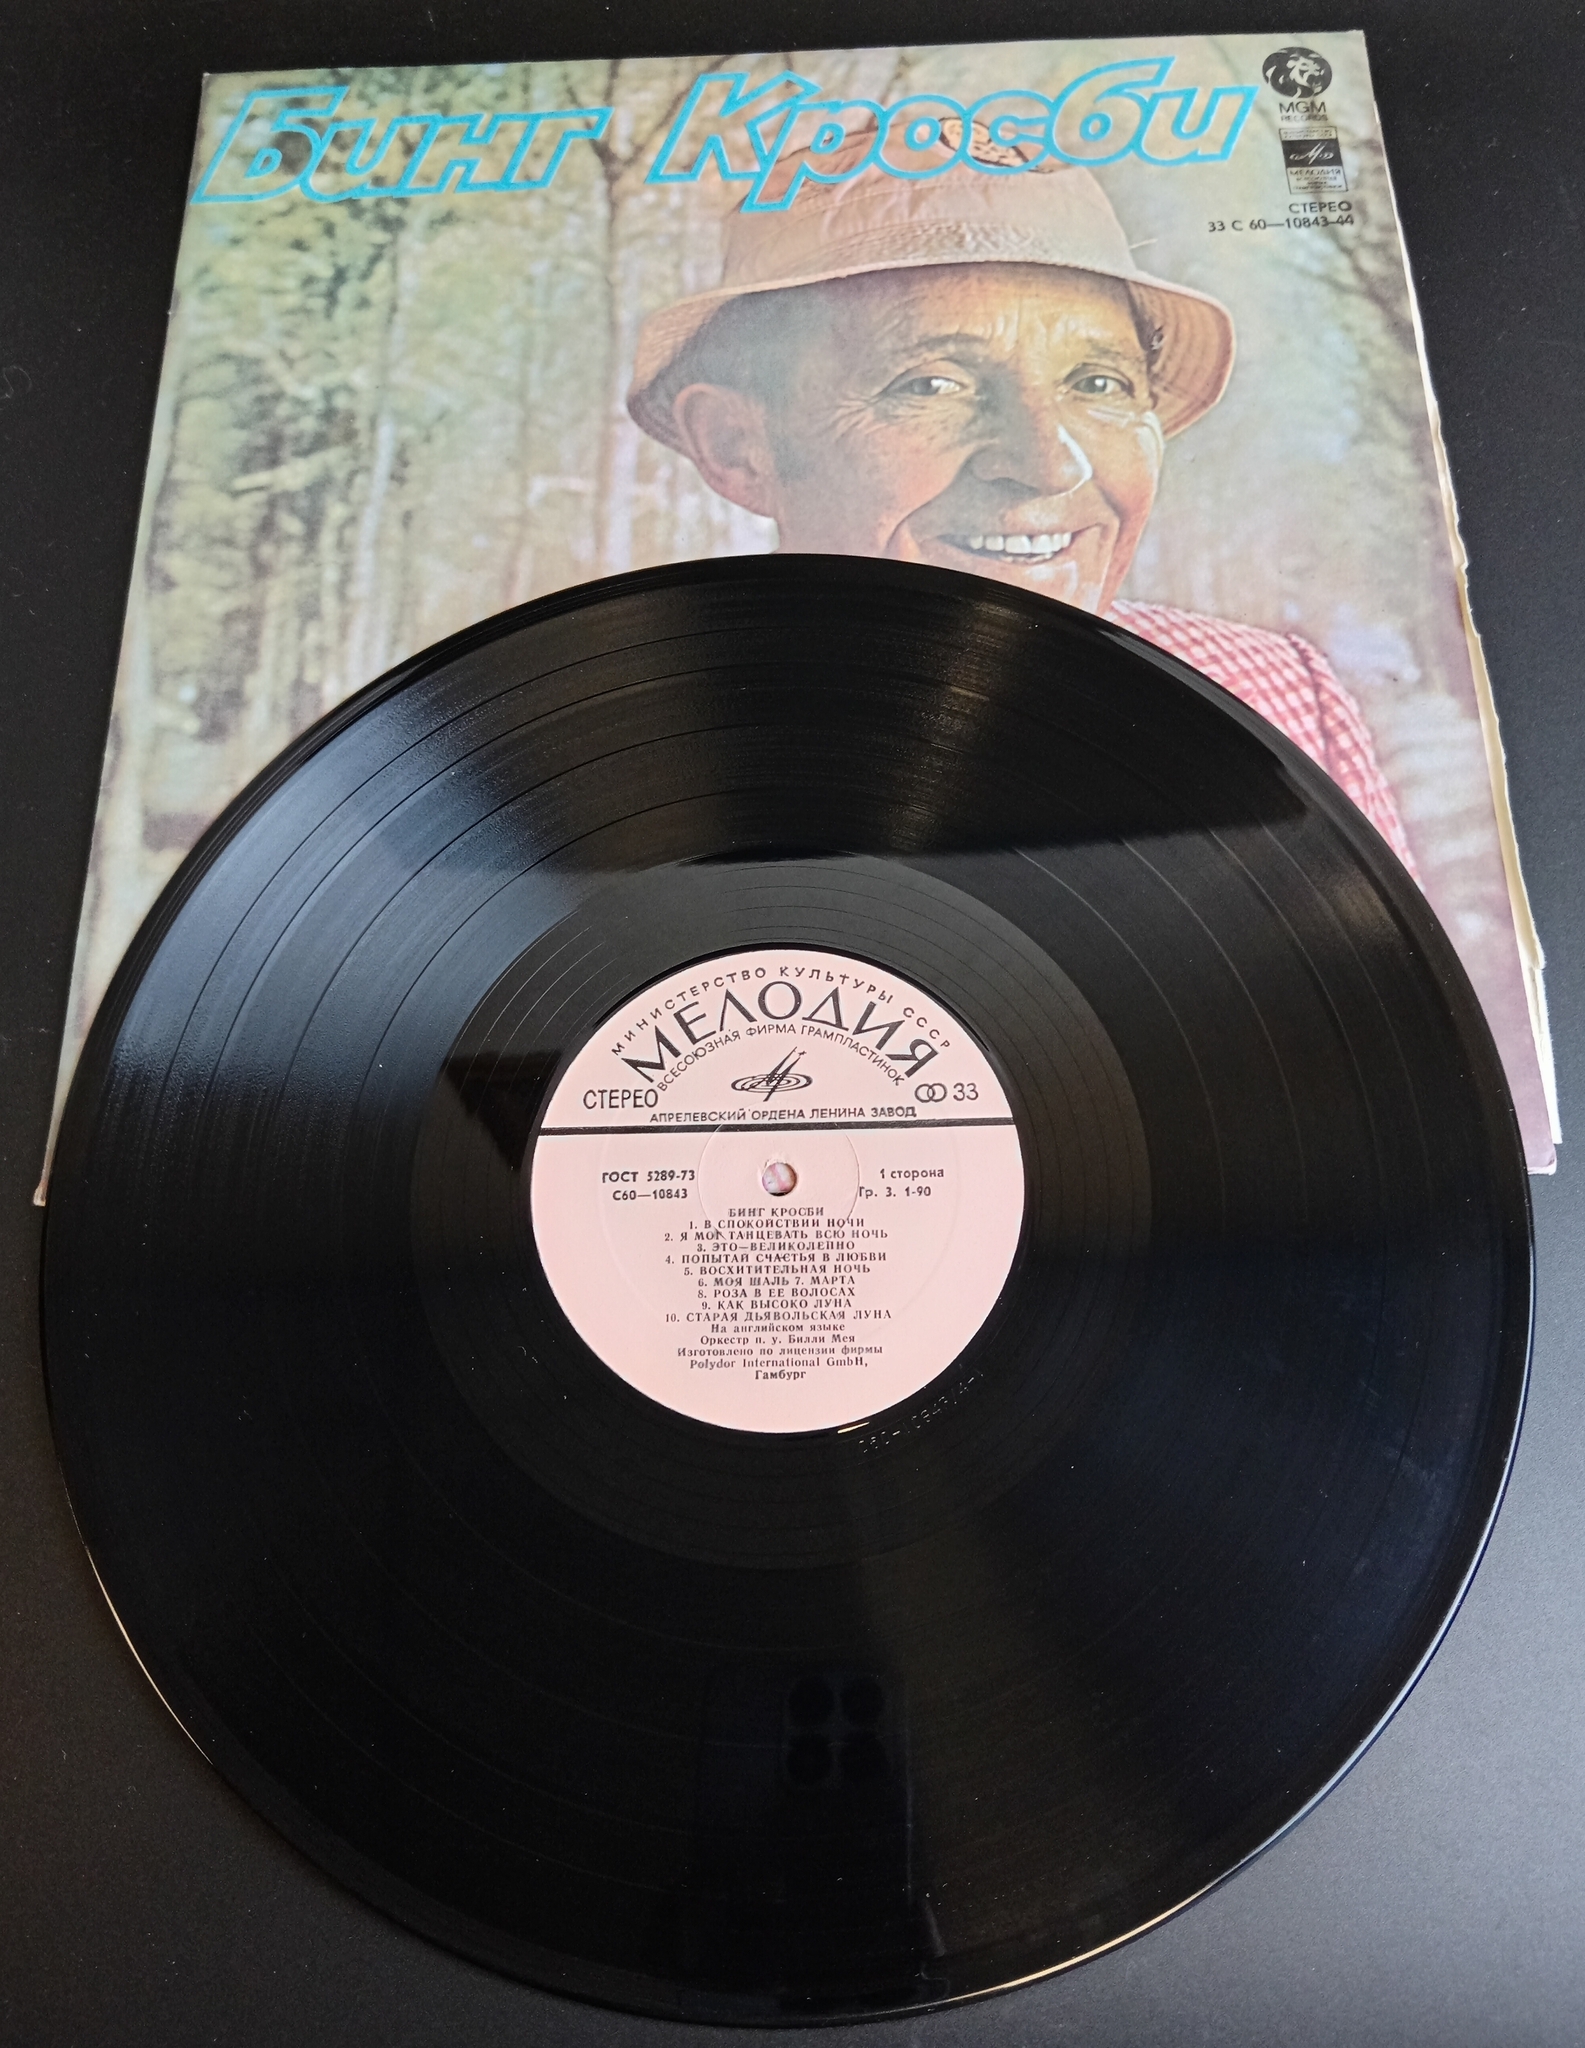 Бинг Кросби
MGM
RECORDS
МЕЛОДИЯ
СТЕРЕО
33 С 60—10843-44
МИНИСТЕРСТВО КУЛЬТУРЫ СССР
МЕЛОДИЯ
ВСЕСОЮЗНАЯ ФИРМА ГРАМПЛАСТИНОК
СТЕРЕО
33
АПРЕЛЕВСКИЙ ОРДЕНА ЛЕНИНА ЗАВОД
ГОСТ 5289-73
С60—10843
1 сторона
Гр. 3. 1-90
БИНГ КРОСБИ
1. В СПОКОЙСТВИИ НОЧИ
2. Я МОГ ТАНЦЕВАТЬ ВСЮ НОЧЬ
3. ЭТО—ВЕЛИКОЛЕПНО
4. ПОПЫТАЙ СЧАСТЬЯ В ЛЮБВИ
5. ВОСХИТИТЕЛЬНАЯ НОЧЬ
6. МОЯ ШАЛЬ 7. МАРТА
8. РОЗА В ЕЕ ВОЛОСАХ
9. КАК ВЫСОКО ЛУНА
10. СТАРАЯ ДЬЯВОЛЬСКАЯ ЛУНА
На английском языке
Оркестр п. у. Билли Мея
Изготовлено по лицензии фирмы
Polydor International GmbH,
Гамбург